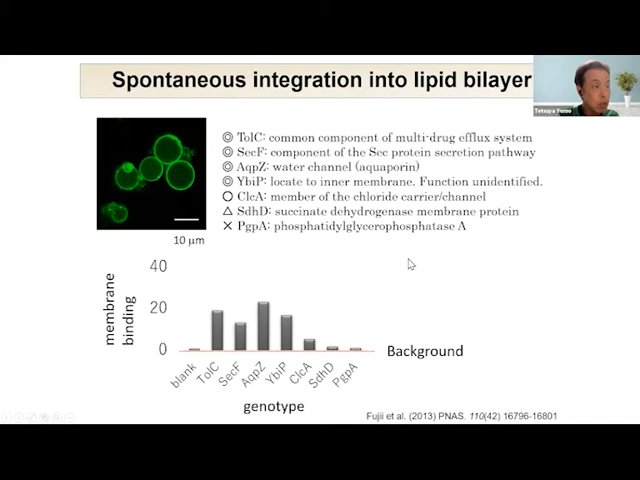 Spontaneous integration into lipid bilayer
Tetsuya Yomo
◎ TolC: common component of multi-drug efflux system
◎ SecF: component of the Sec protein secretion pathway
◎ AqpZ: water channel (aquaporin)
◎ YbiP: locate to inner membrane. Function unidentified.
○ ClcA: member of the chloride carrier/channel
△ SdhD: succinate dehydrogenase membrane protein
× PgpA: phosphatidylglycerophosphatase A
10 μm
membrane
binding
40
20
0
Background
blank
TolC
SecF
AqpZ
YbiP
ClcA
SdhD
PgpA
genotype
Fujii et al. (2013) PNAS. 110(42) 16796-16801